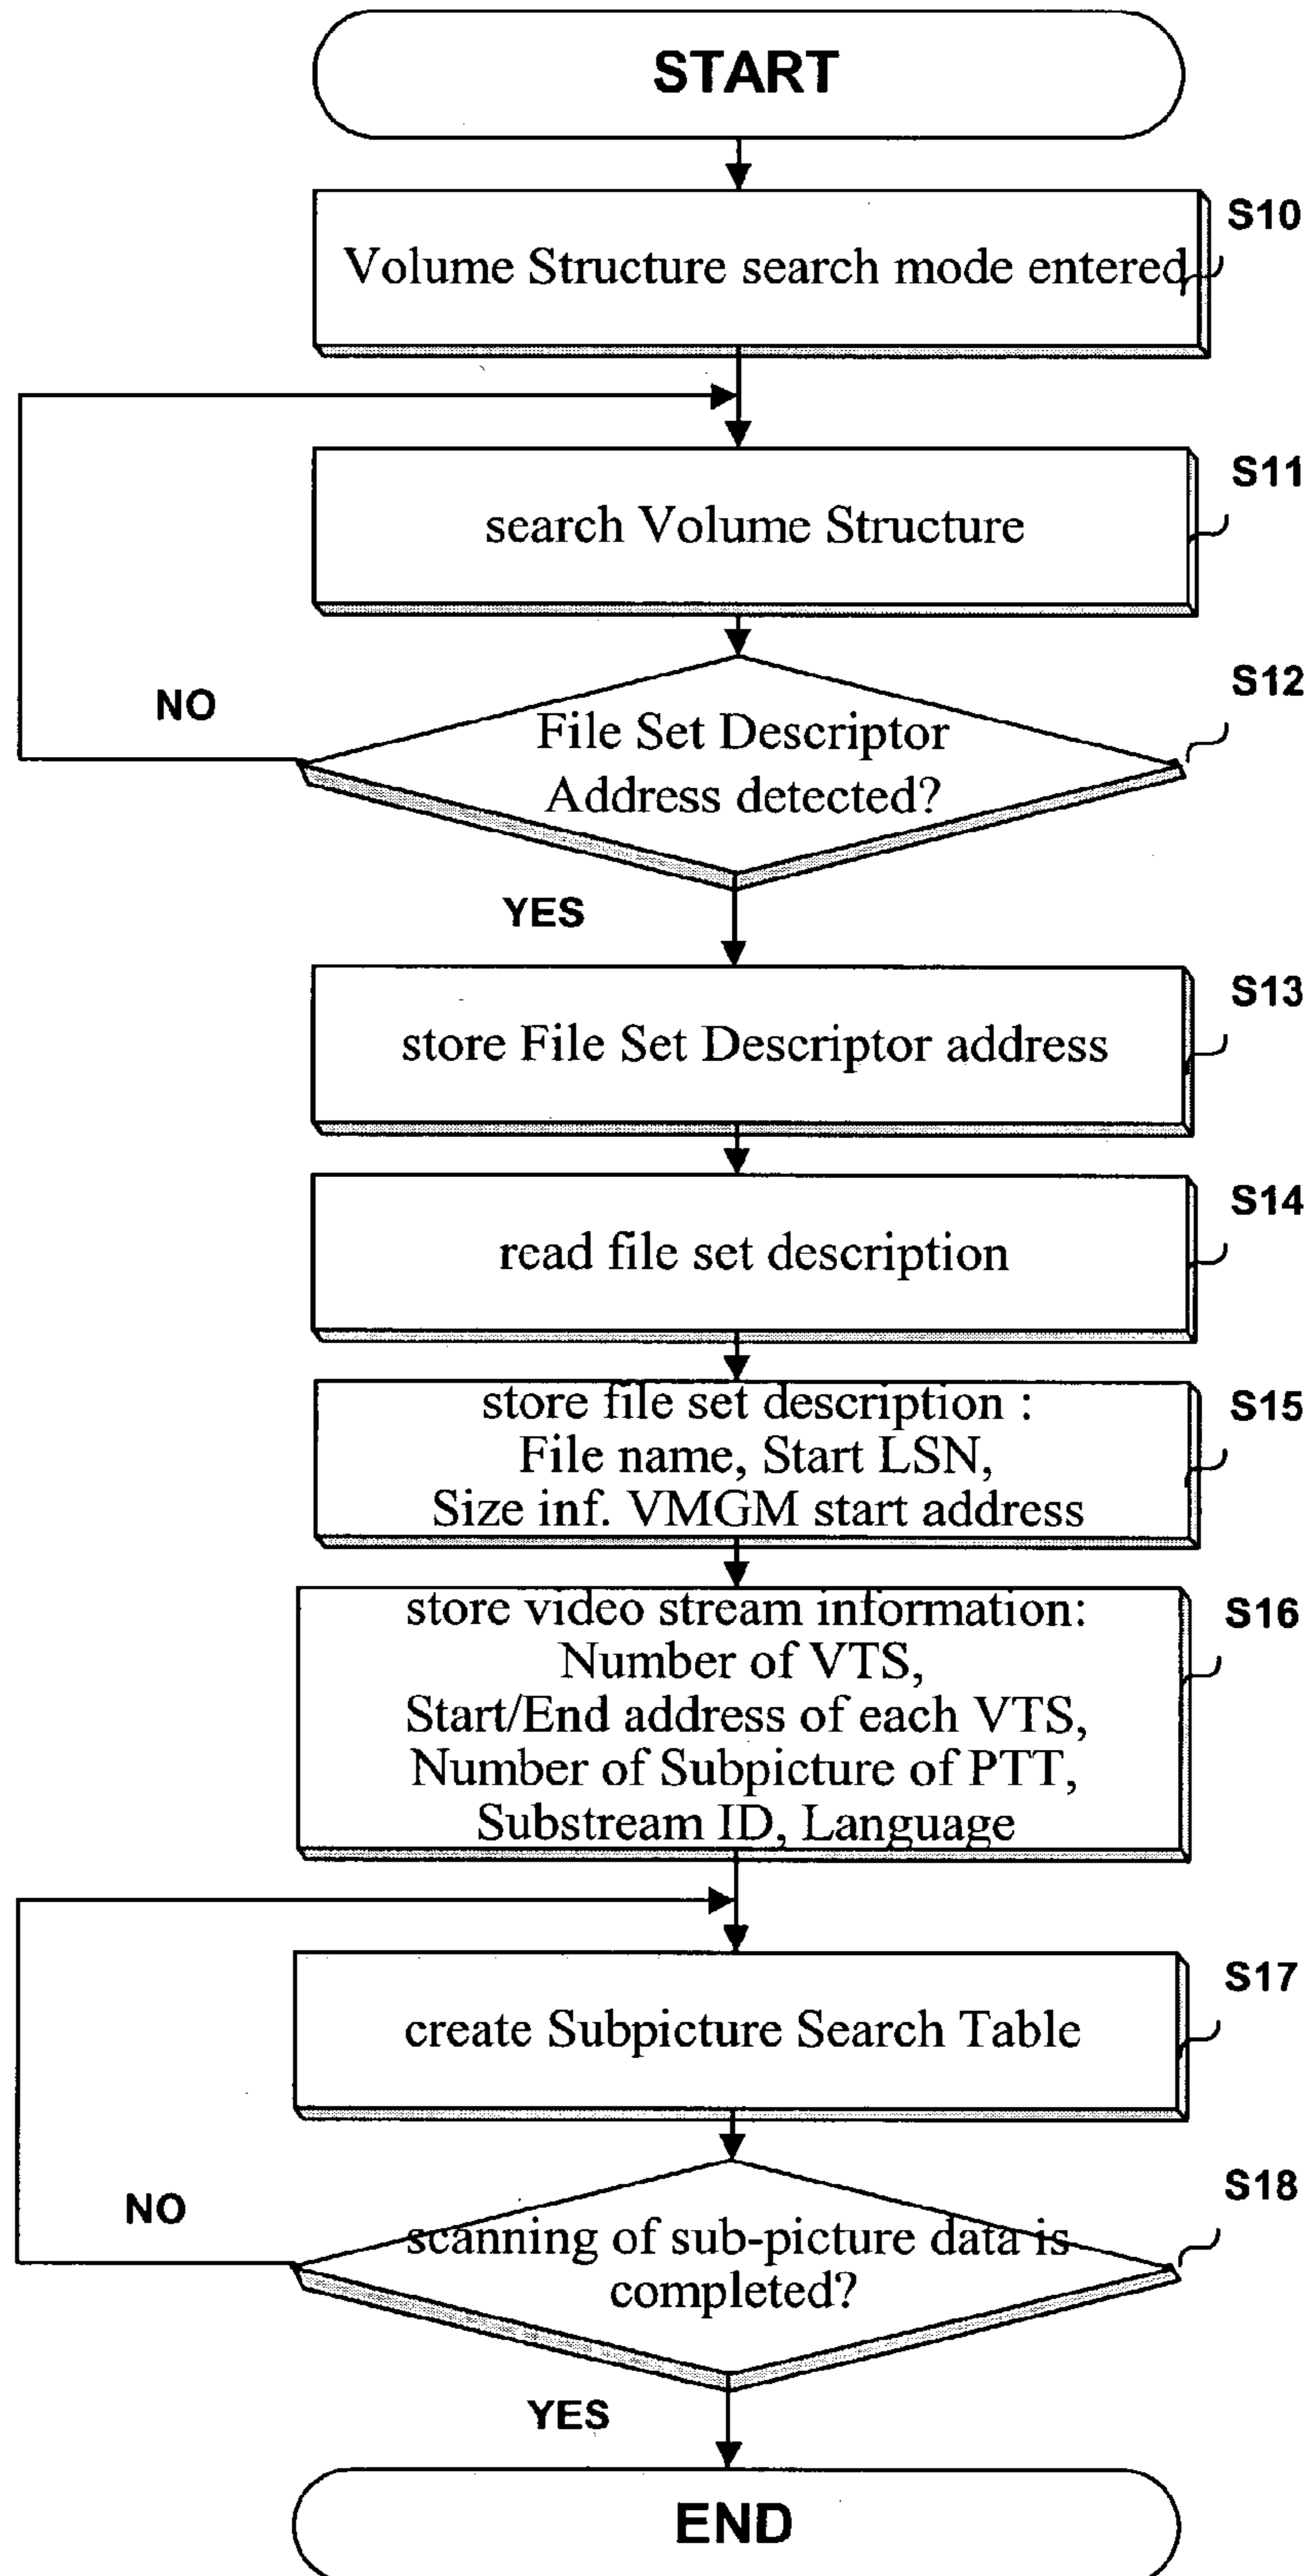 START
S10
Volume Structure search mode entered
S11
search Volume Structure
S12
NO
File Set Descriptor
Address detected?
YES
S13
store File Set Descriptor address
S14
read file set description
S15
store file set description :
File name, Start LSN,
Size inf. VMGM start address
S16
store video stream information:
Number of VTS,
Start/End address of each VTS,
Number of Subpicture of PTT,
Substream ID, Language
S17
create Subpicture Search Table
S18
NO
scanning of sub-picture data is
completed?
YES
END